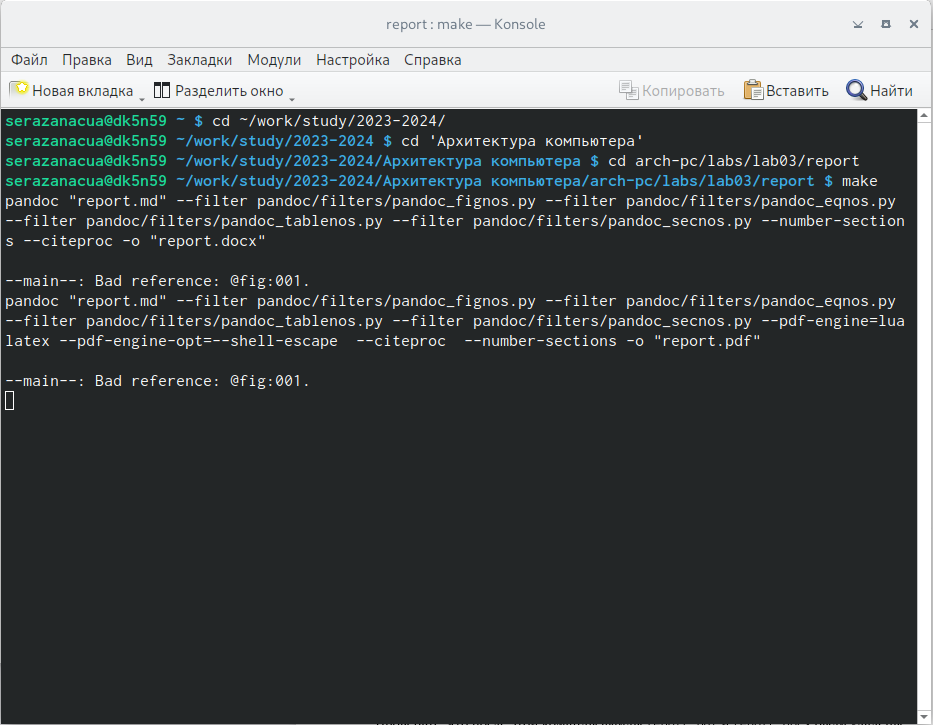 report : make — Konsole
Файл Правка Вид Закладки Модули Настройка Справка
Новая вкладка Разделить окно Копировать Вставить Найти
serazanacua@dk5n59 ~ $ cd ~/work/study/2023-2024/
serazanacua@dk5n59 ~/work/study/2023-2024 $ cd 'Архитектура компьютера'
serazanacua@dk5n59 ~/work/study/2023-2024/Архитектура компьютера $ cd arch-pc/labs/lab03/report
serazanacua@dk5n59 ~/work/study/2023-2024/Архитектура компьютера/arch-pc/labs/lab03/report $ make
pandoc "report.md" --filter pandoc/filters/pandoc_fignos.py --filter pandoc/filters/pandoc_eqnos.py
--filter pandoc/filters/pandoc_tablenos.py --filter pandoc/filters/pandoc_secnos.py --number-section
s --citeproc -o "report.docx"
--main--: Bad reference: @fig:001.
pandoc "report.md" --filter pandoc/filters/pandoc_fignos.py --filter pandoc/filters/pandoc_eqnos.py
--filter pandoc/filters/pandoc_tablenos.py --filter pandoc/filters/pandoc_secnos.py --pdf-engine=lua
latex --pdf-engine-opt=--shell-escape  --citeproc  --number-sections -o "report.pdf"
--main--: Bad reference: @fig:001.